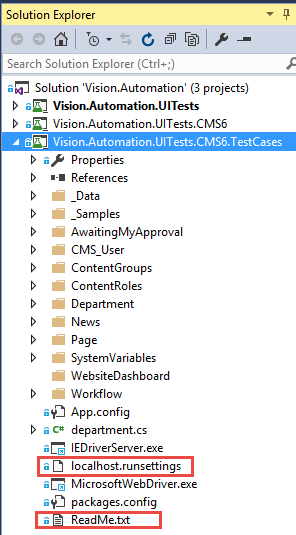 Solution Explorer
Search Solution Explorer (Ctrl+;)
Solution 'Vision.Automation' (3 projects)
Vision.Automation.UITests
Vision.Automation.UITests.CMS6
Vision.Automation.UITests.CMS6.TestCases
Properties
References
_Data
_Samples
AwaitingMyApproval
CMS_User
ContentGroups
ContentRoles
Department
News
Page
SystemVariables
WebsiteDashboard
Workflow
App.config
C# department.cs
IEDriverServer.exe
localhost.runsettings
MicrosoftWebDriver.exe
packages.config
ReadMe.txt